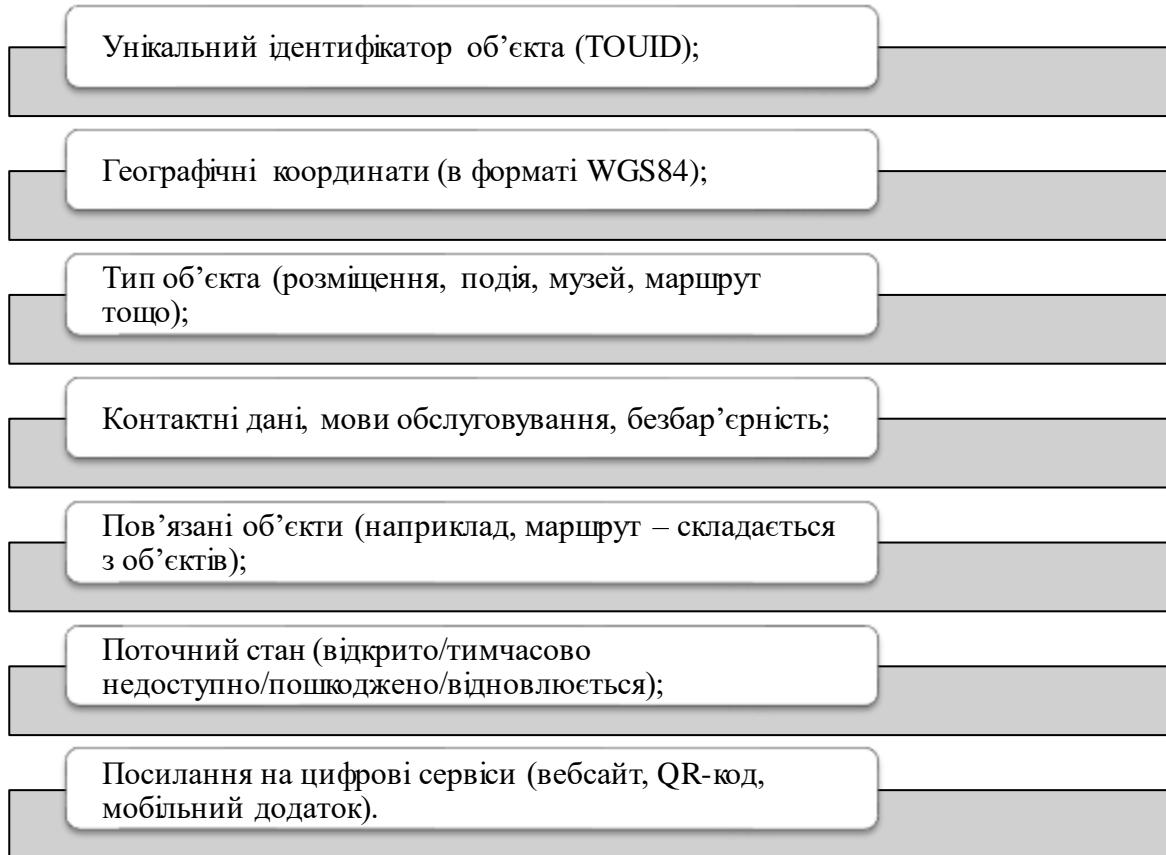 Унікальний ідентифікатор об’єкта (TOUID);
Географічні координати (в форматі WGS84);
Тип об’єкта (розміщення, подія, музей, маршрут
тощо);
Контактні дані, мови обслуговування, безбар’єрність;
Пов’язані об’єкти (наприклад, маршрут – складається
з об’єктів);
Поточний стан (відкрито/тимчасово
недоступно/пошкоджено/відновлюється);
Посилання на цифрові сервіси (вебсайт, QR-код,
мобільний додаток).